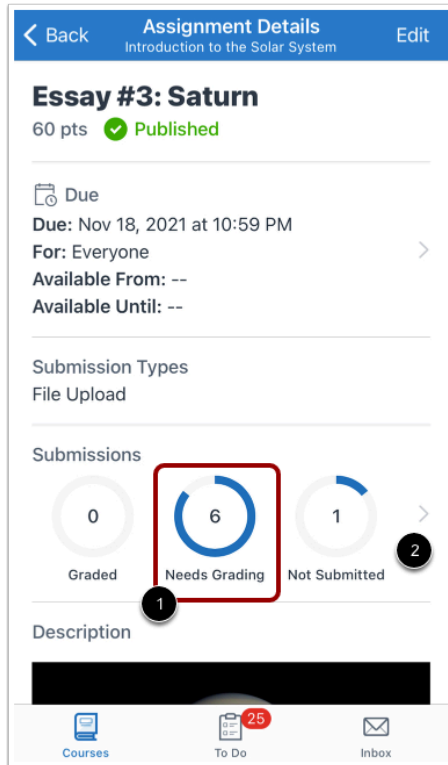 Back
Assignment Details
Edit
Introduction to the Solar System
Essay #3: Saturn
60 pts Published
Due
Due: Nov 18, 2021 at 10:59 PM
For: Everyone
Available From: --
Available Until: --
Submission Types
File Upload
Submissions
0
6
1
2
Graded
Needs Grading
Not Submitted
1
Description
25
Courses
To Do
Inbox